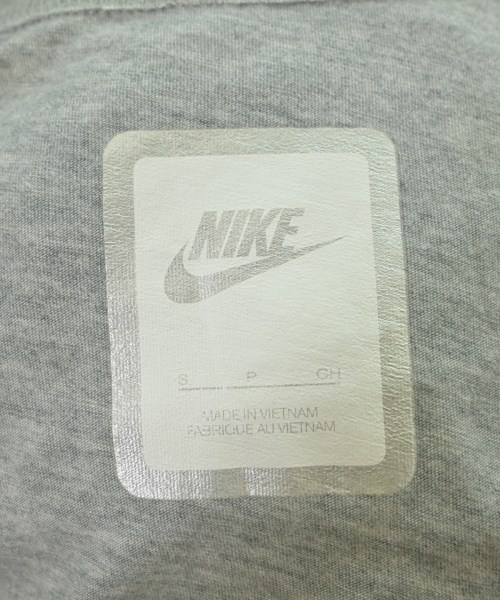 NIKE
S P CH
MADE IN VIETNAM
FABRIQUE AU VIETNAM